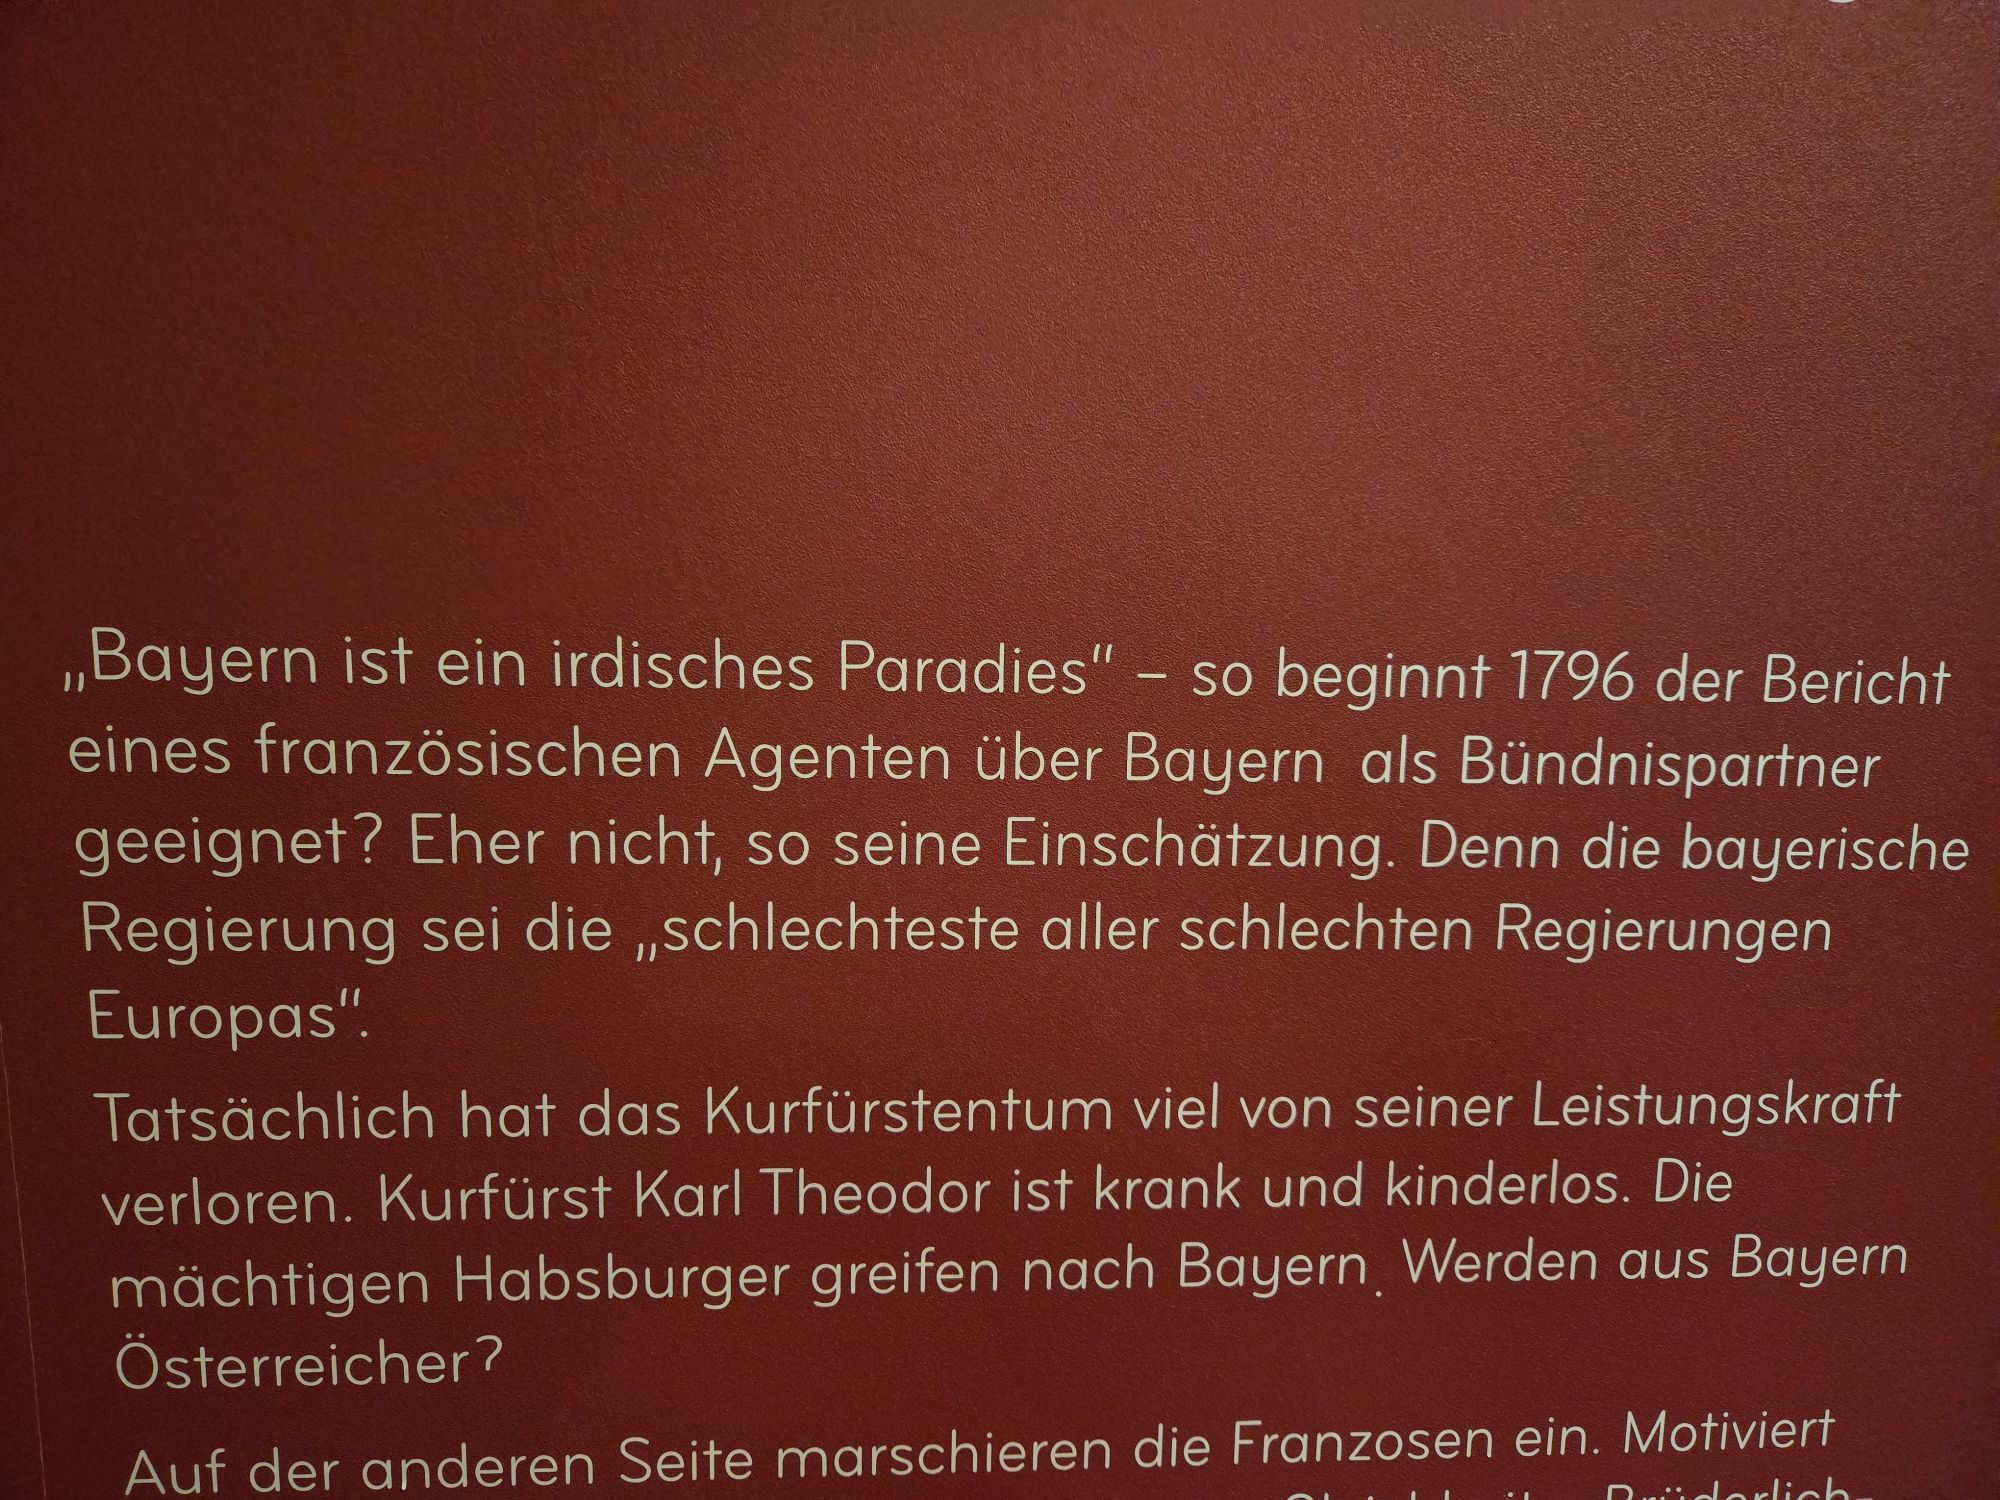 „Bayern ist ein irdisches Paradies" – so beginnt 1796 der Bericht
eines französischen Agenten über Bayern  als Bündnispartner
geeignet? Eher nicht, so seine Einschätzung. Denn die bayerische
Regierung sei die „schlechteste aller schlechten Regierungen
Europas".
Tatsächlich hat das Kurfürstentum viel von seiner Leistungskraft
verloren. Kurfürst Karl Theodor ist krank und kinderlos. Die
mächtigen Habsburger greifen nach Bayern. Werden aus Bayern
Österreicher?
Auf der anderen Seite marschieren die Franzosen ein. Motiviert
Brüderlich-